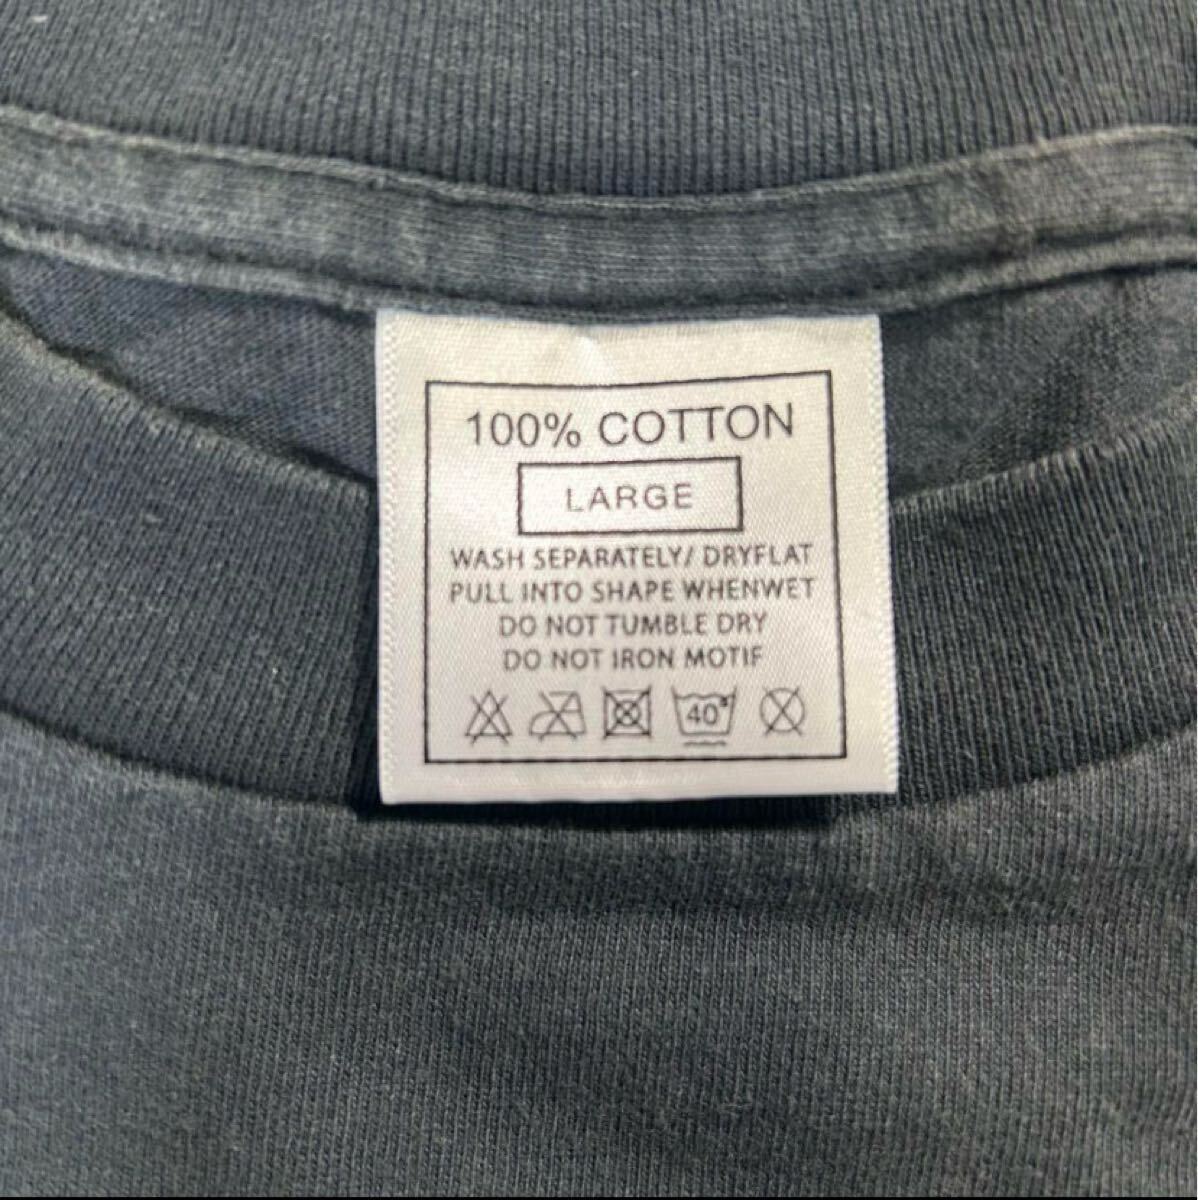 100% COTTON
LARGE
WASH SEPARATELY/ DRYFLAT
PULL INTO SHAPE WHENWET
DO NOT TUMBLE DRY
DO NOT IRON MOTIF
40°